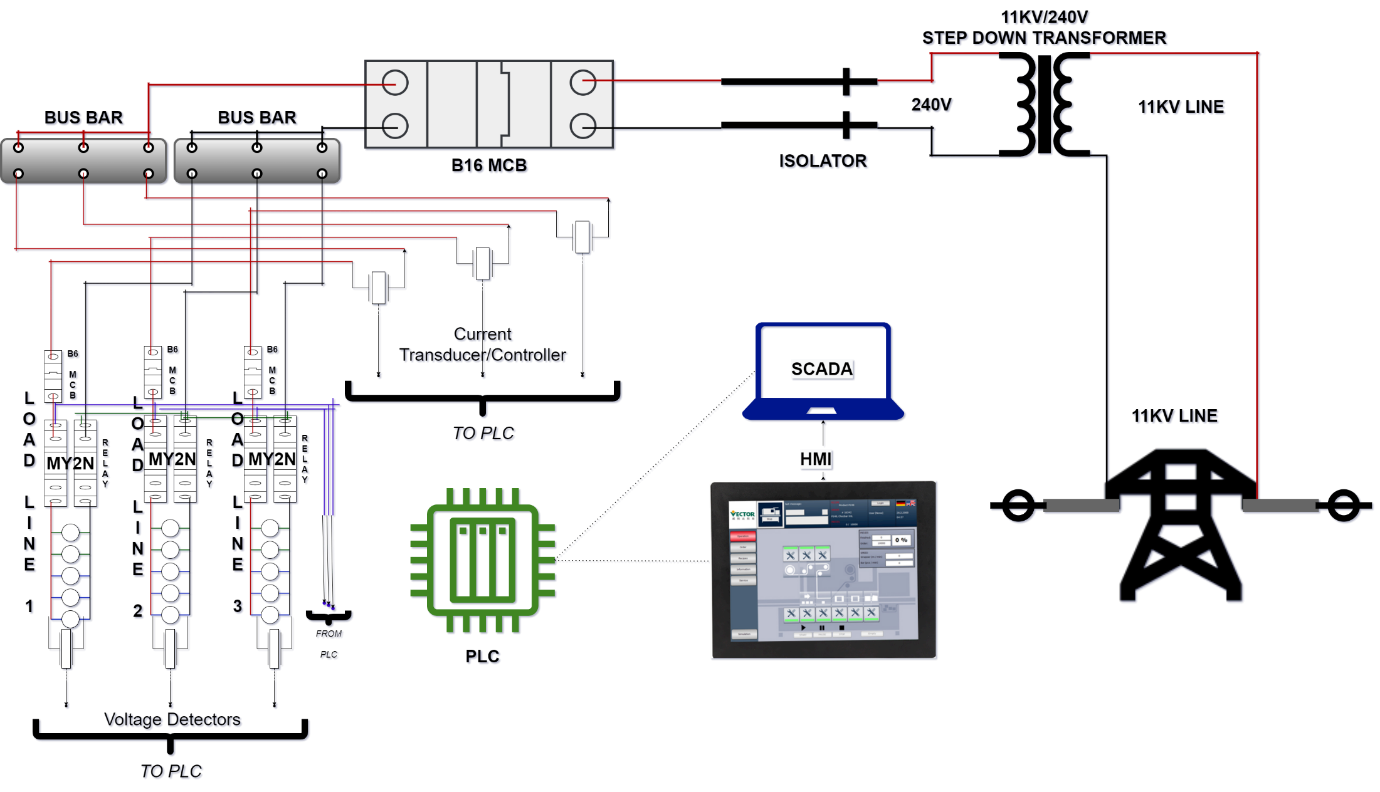 11KV/240V
STEP DOWN TRANSFORMER
BUS BAR
BUS BAR
240V
11KV LINE
B16 MCB
ISOLATOR
Current
Transducer/Controller
B6
MCB
B6
MCB
B6
MCB
SCADA
LOAD LINE 1
LOAD LINE 2
LOAD LINE 3
MY2N
RELAY
MY2N
RELAY
MY2N
RELAY
TO PLC
11KV LINE
HMI
VECTOR
0 %
FROM
PLC
PLC
Voltage Detectors
TO PLC